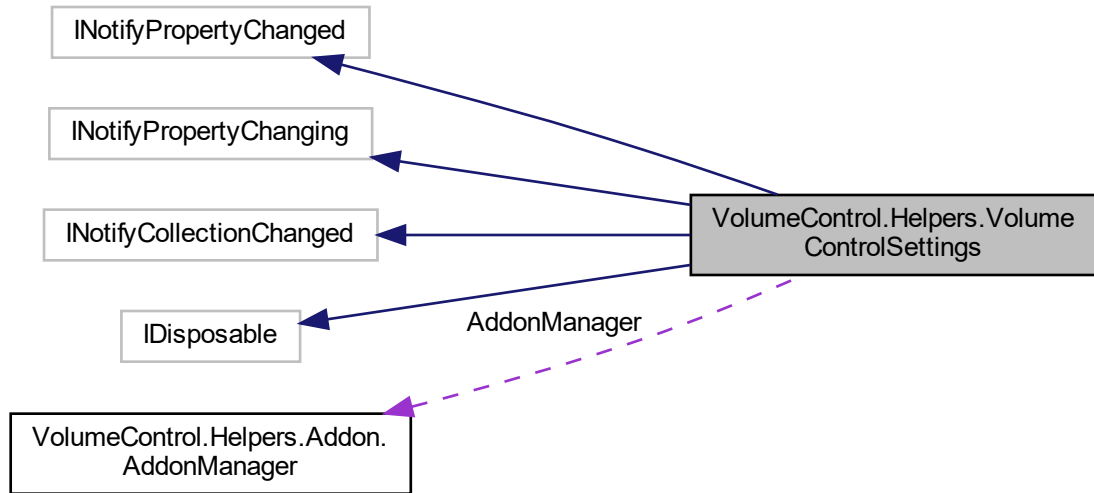 INotifyPropertyChanged
INotifyPropertyChanging
INotifyCollectionChanged
IDisposable
VolumeControl.Helpers.Addon.
AddonManager
AddonManager
VolumeControl.Helpers.Volume
ControlSettings